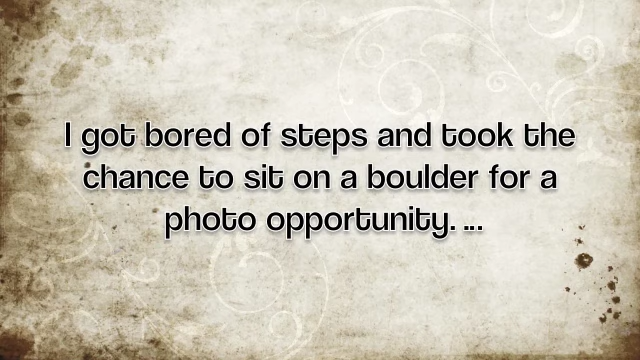 I got bored of steps and took the
chance to sit on a boulder for a
photo opportunity. ...